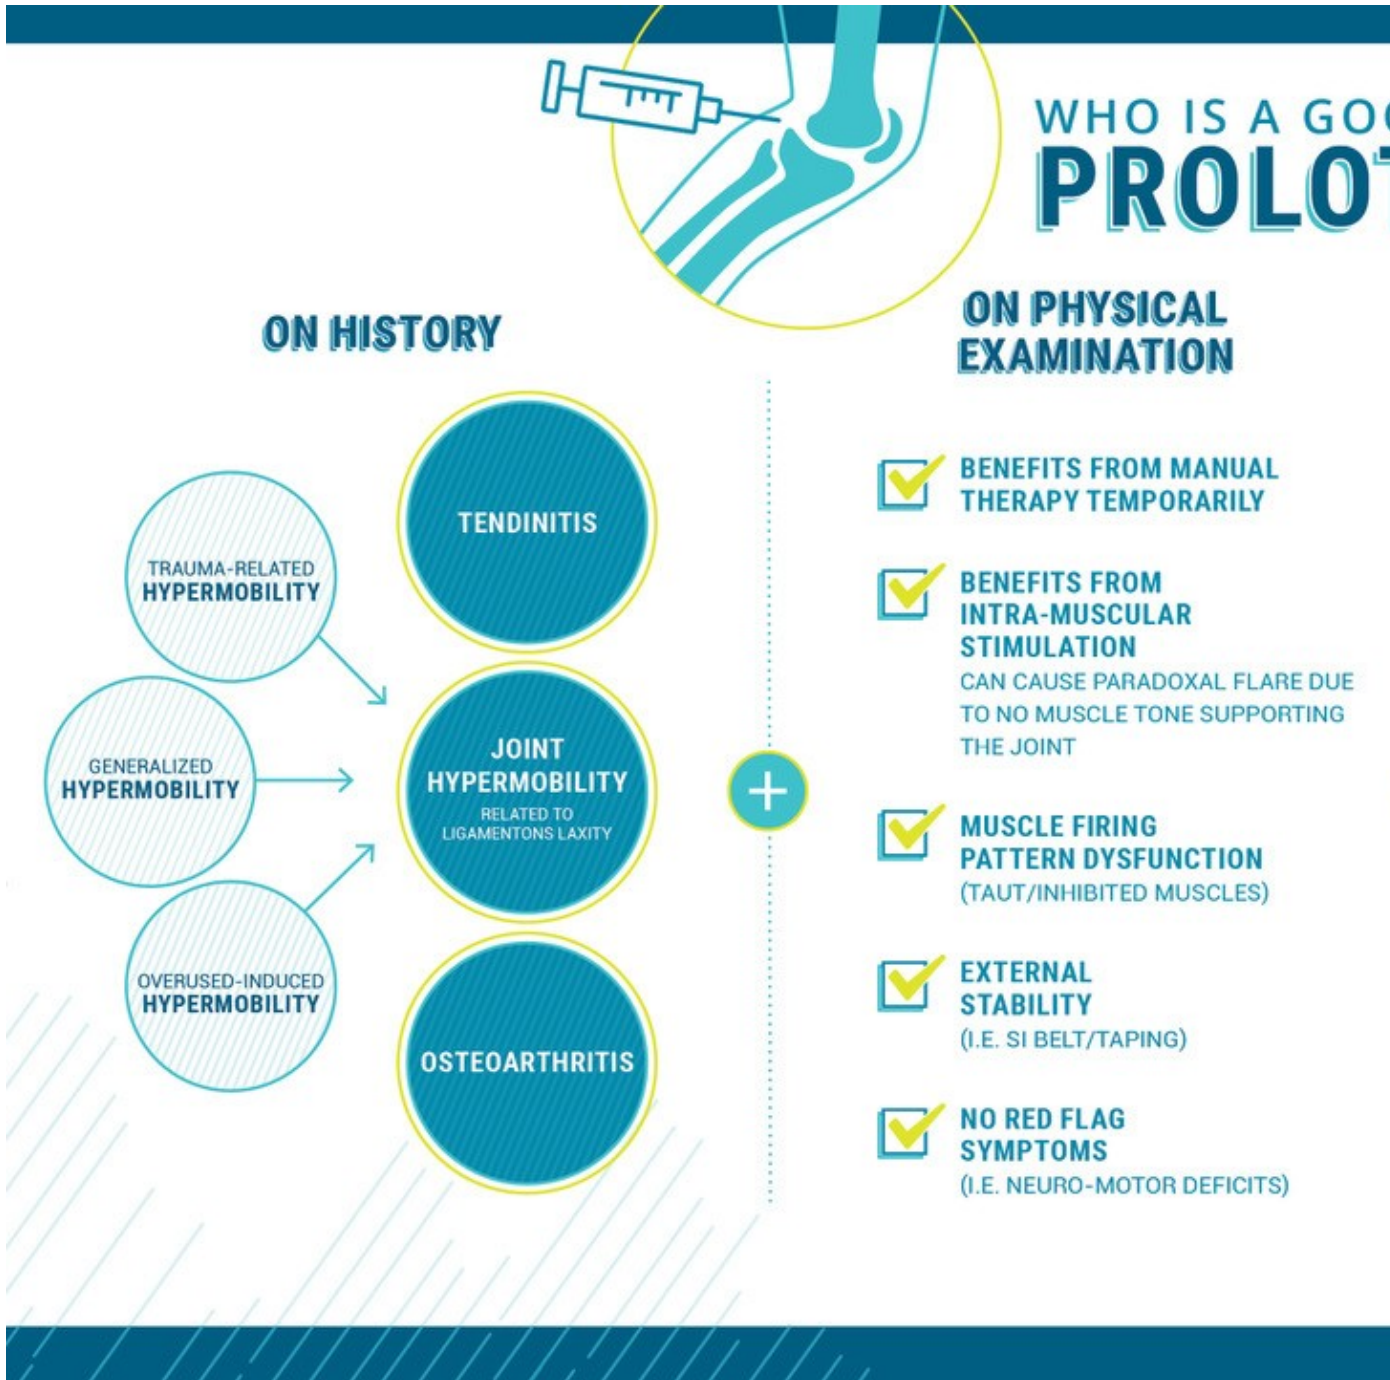 WHO IS A GOO
PROLOT
ON HISTORY
TRAUMA-RELATED
HYPERMOBILITY
GENERALIZED
HYPERMOBILITY
OVERUSED-INDUCED
HYPERMOBILITY
TENDINITIS
JOINT
HYPERMOBILITY
RELATED TO
LIGAMENTONS LAXITY
OSTEOARTHRITIS
+
ON PHYSICAL
EXAMINATION
BENEFITS FROM MANUAL
THERAPY TEMPORARILY
BENEFITS FROM
INTRA-MUSCULAR
STIMULATION
CAN CAUSE PARADOXAL FLARE DUE
TO NO MUSCLE TONE SUPPORTING
THE JOINT
MUSCLE FIRING
PATTERN DYSFUNCTION
(TAUT/INHIBITED MUSCLES)
EXTERNAL
STABILITY
(I.E. SI BELT/TAPING)
NO RED FLAG
SYMPTOMS
(I.E. NEURO-MOTOR DEFICITS)